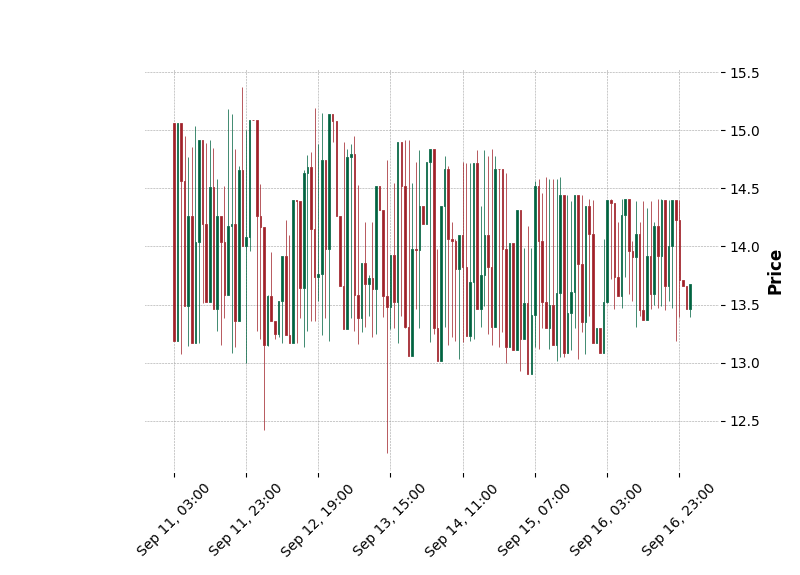 15.5
15.0
14.5
14.0
13.5
13.0
12.5
Price
Sep 11, 03:00
Sep 11, 23:00
Sep 12, 19:00
Sep 13, 15:00
Sep 14, 11:00
Sep 15, 07:00
Sep 16, 03:00
Sep 16, 23:00